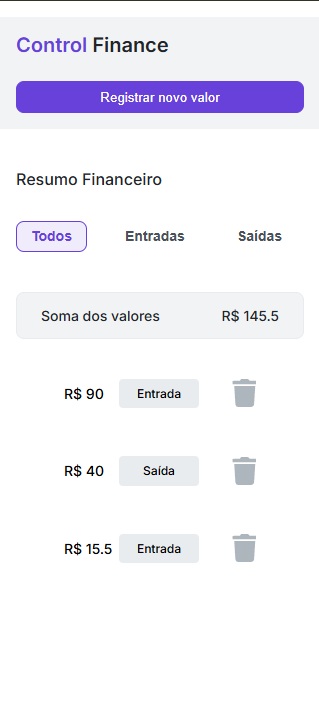 Control Finance
Registrar novo valor
Resumo Financeiro
Todos Entradas Saídas
Soma dos valores R$ 145.5
R$ 90 Entrada
R$ 40 Saída
R$ 15.5 Entrada